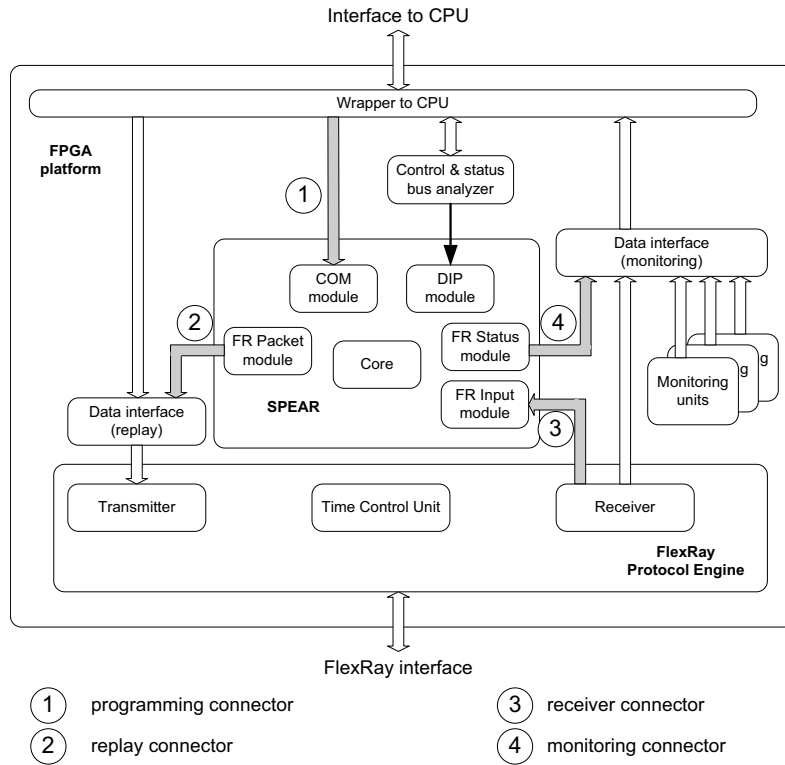 Interface to CPU
Wrapper to CPU
FPGA
platform
Control & status
bus analyzer
1
Data interface
(monitoring)
COM
module
DIP
module
2
FR Packet
module
FR Status
module
4
Core
g
g
Monitoring
units
FR Input
module
SPEAR
3
Data interface
(replay)
Transmitter
Time Control Unit
Receiver
FlexRay
Protocol Engine
FlexRay interface
1 programming connector
2 replay connector
3 receiver connector
4 monitoring connector